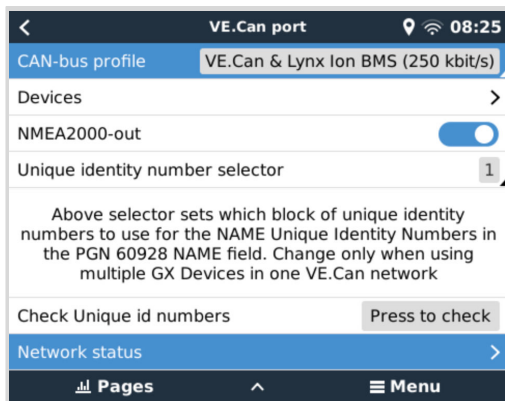 VE.Can port 08:25
CAN-bus profile VE.Can & Lynx Ion BMS (250 kbit/s)
Devices
NMEA2000-out
Unique identity number selector 1
Above selector sets which block of unique identity
numbers to use for the NAME Unique Identity Numbers in
the PGN 60928 NAME field. Change only when using
multiple GX Devices in one VE.Can network
Check Unique id numbers Press to check
Network status
Pages Menu